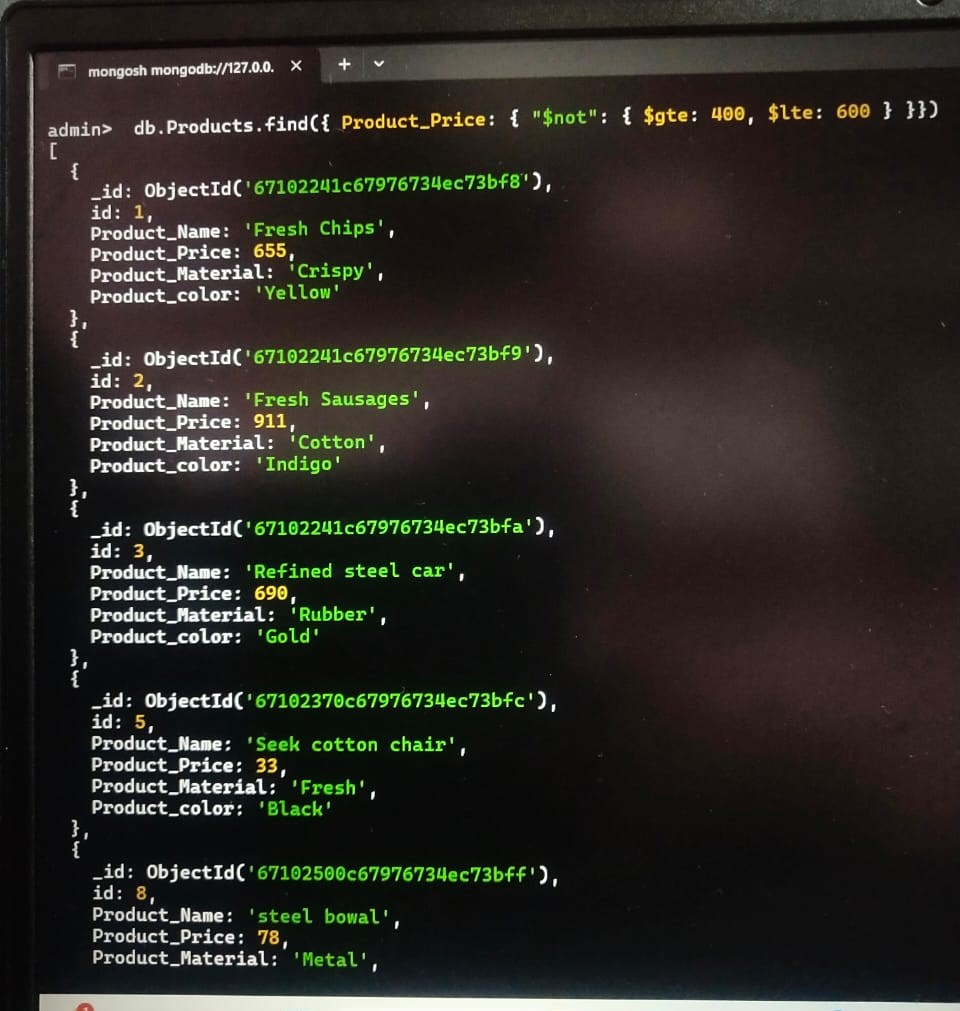 mongosh mongodb://127.0.0.
admin> db.Products.find({ Product_Price: { "$not": { $gte: 400, $lte: 600 } }})
[
{
_id: ObjectId('67102241c67976734ec73bf8'),
id: 1,
Product_Name: 'Fresh Chips',
Product_Price: 655,
Product_Material: 'Crispy',
Product_color: 'Yellow'
},
{
_id: ObjectId('67102241c67976734ec73bf9'),
id: 2,
Product_Name: 'Fresh Sausages',
Product_Price: 911,
Product_Material: 'Cotton',
Product_color: 'Indigo'
},
{
_id: ObjectId('67102241c67976734ec73bfa'),
id: 3,
Product_Name: 'Refined steel car',
Product_Price: 690,
Product_Material: 'Rubber',
Product_color: 'Gold'
},
{
_id: ObjectId('67102370c67976734ec73bfc'),
id: 5,
Product_Name: 'Seek cotton chair',
Product_Price: 33,
Product_Material: 'Fresh',
Product_color: 'Black'
},
{
_id: ObjectId('67102500c67976734ec73bff'),
id: 8,
Product_Name: 'steel bowal',
Product_Price: 78,
Product_Material: 'Metal',